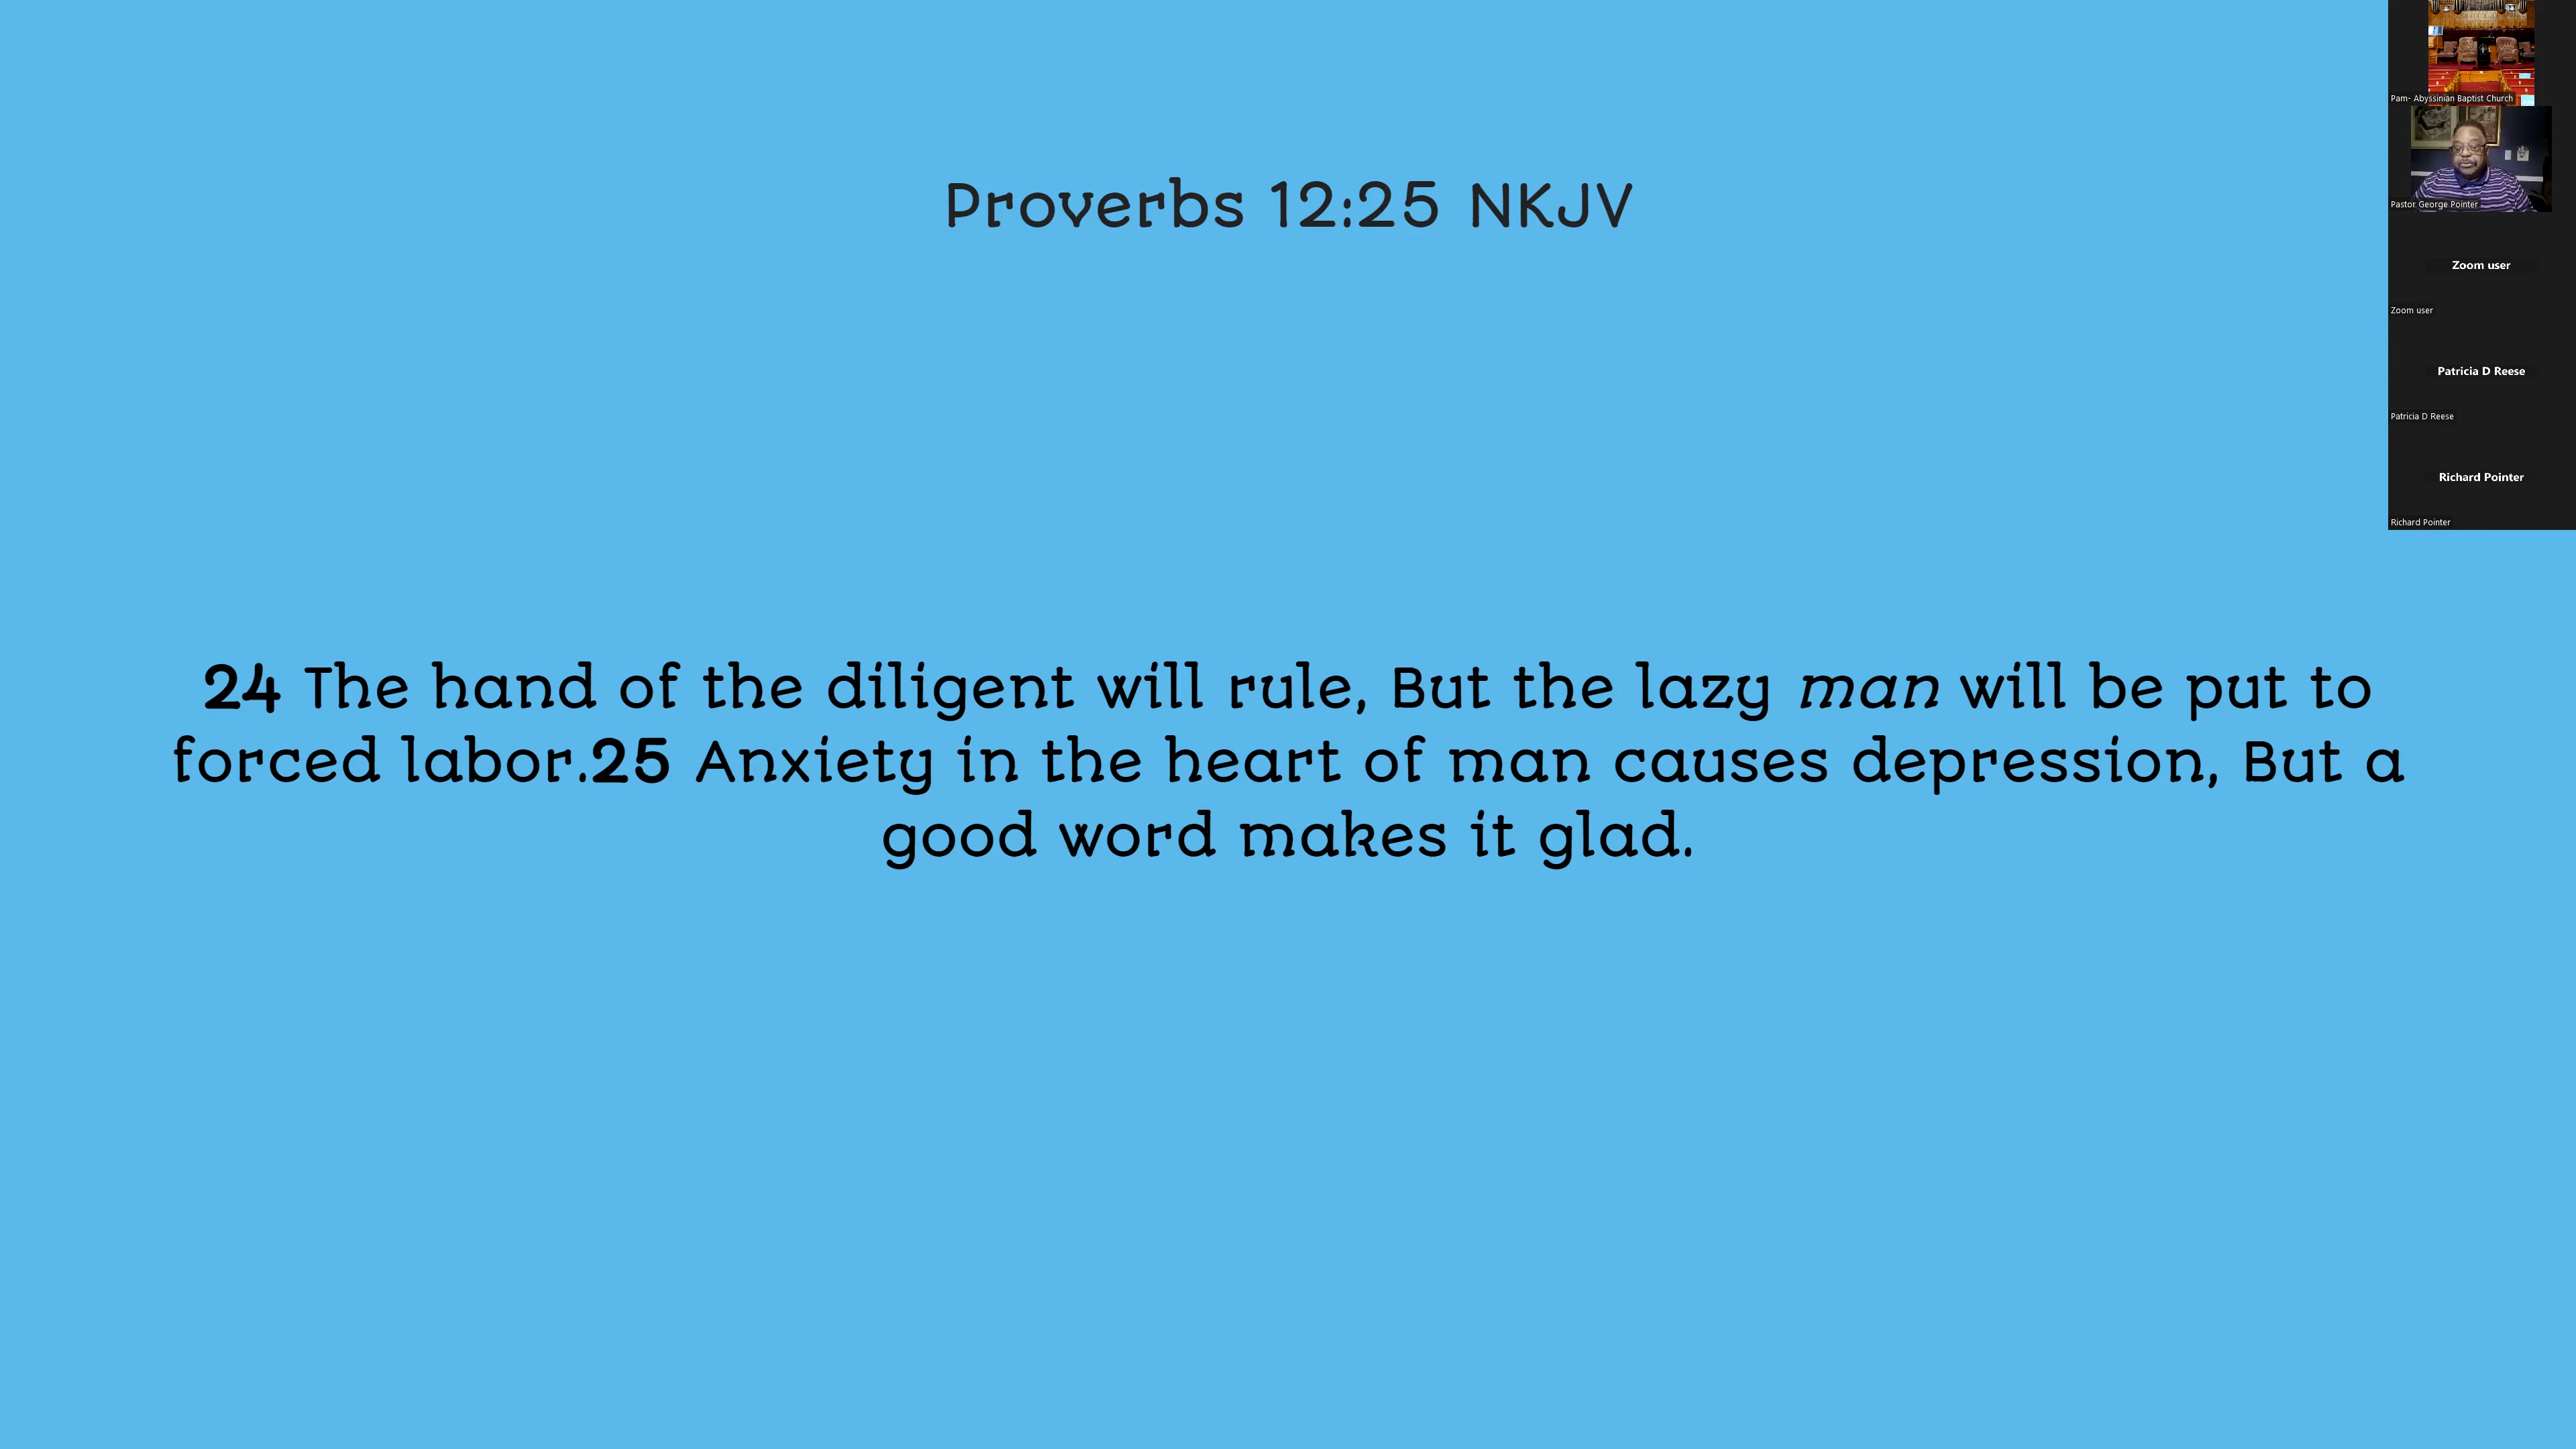 Proverbs 12:25 NKJV
24 The hand of the diligent will rule, But the lazy man will be put to
forced labor.25 Anxiety in the heart of man causes depression, But a
good word makes it glad.
Pam- Abyssinian Baptist Church
Pastor George Pointer
Zoom user
Zoom user
Patricia D Reese
Patricia D Reese
Richard Pointer
Richard Pointer